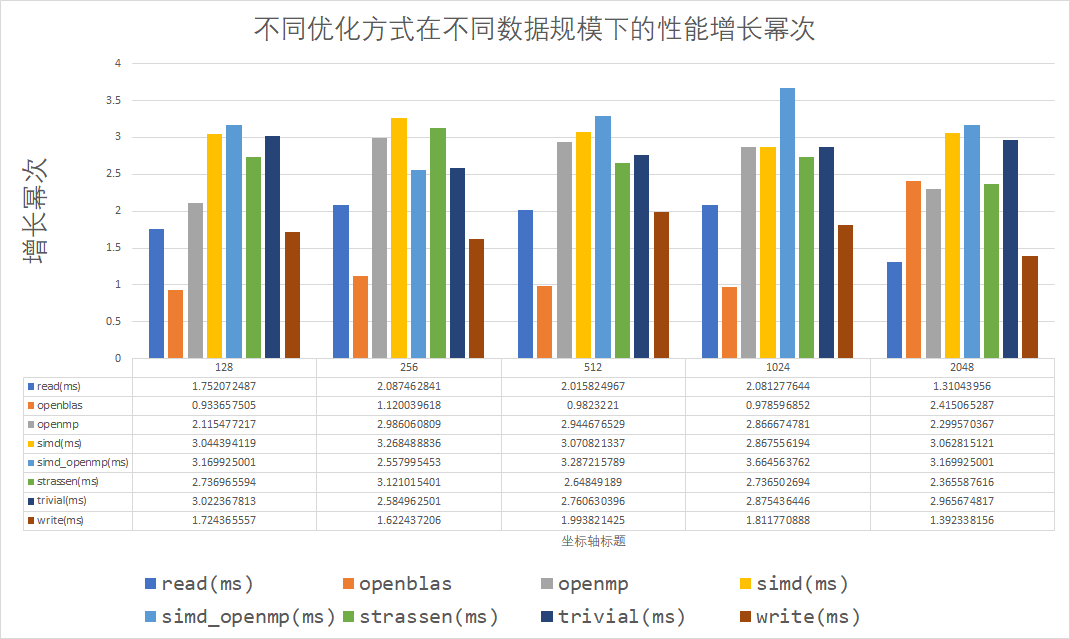 不同优化方式在不同数据规模下的性能增长幂次
增长幂次
4
3.5
3
2.5
2
1.5
1
0.5
0
128 256 512 1024 2048
read(ms) 1.752072487 2.087462841 2.015824967 2.081277644 1.31043956
openblas 0.933657505 1.120039618 0.9823221 0.978596852 2.415065287
openmp 2.115477217 2.986060809 2.944676529 2.866674781 2.299570367
simd(ms) 3.044394119 3.268488836 3.070821337 2.867556194 3.062815121
simd_openmp(ms) 3.169925001 2.557995453 3.287215789 3.664563762 3.169925001
strassen(ms) 2.736965594 3.121015401 2.64849189 2.736502694 2.365587616
trivial(ms) 3.022367813 2.584962501 2.760630396 2.875436446 2.965674817
write(ms) 1.724365557 1.622437206 1.993821425 1.811770888 1.392338156
坐标轴标题
read(ms) openblas openmp simd(ms)
simd_openmp(ms) strassen(ms) trivial(ms) write(ms)